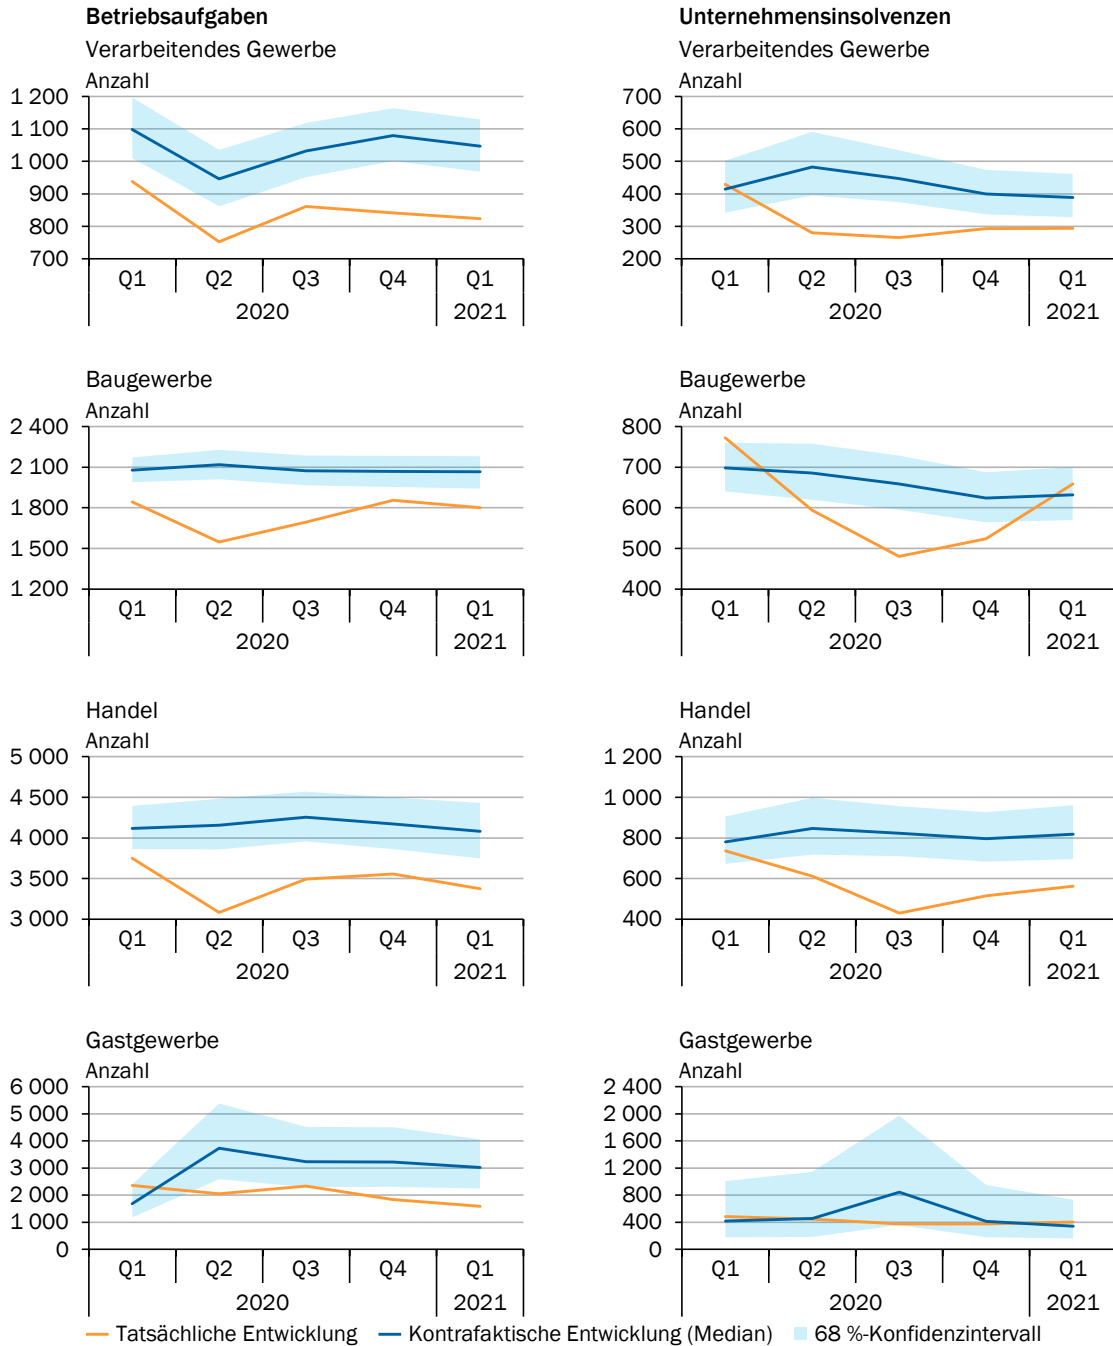 Betriebsaufgaben
Verarbeitendes Gewerbe
Anzahl
1 200
1 100
1 000
900
800
700
Q1 Q2 Q3 Q4 Q1
2020 2021
Unternehmensinsolvenzen
Verarbeitendes Gewerbe
Anzahl
700
600
500
400
300
200
Q1 Q2 Q3 Q4 Q1
2020 2021
Baugewerbe
Anzahl
2 400
2 100
1 800
1 500
1 200
Q1 Q2 Q3 Q4 Q1
2020 2021
Baugewerbe
Anzahl
800
700
600
500
400
Q1 Q2 Q3 Q4 Q1
2020 2021
Handel
Anzahl
5 000
4 500
4 000
3 500
3 000
Q1 Q2 Q3 Q4 Q1
2020 2021
Handel
Anzahl
1 200
1 000
800
600
400
Q1 Q2 Q3 Q4 Q1
2020 2021
Gastgewerbe
Anzahl
6 000
5 000
4 000
3 000
2 000
1 000
0
Q1 Q2 Q3 Q4 Q1
2020 2021
Gastgewerbe
Anzahl
2 400
2 000
1 600
1 200
800
400
0
Q1 Q2 Q3 Q4 Q1
2020 2021
Tatsächliche Entwicklung Kontrafaktische Entwicklung (Median) 68 %-Konfidenzintervall